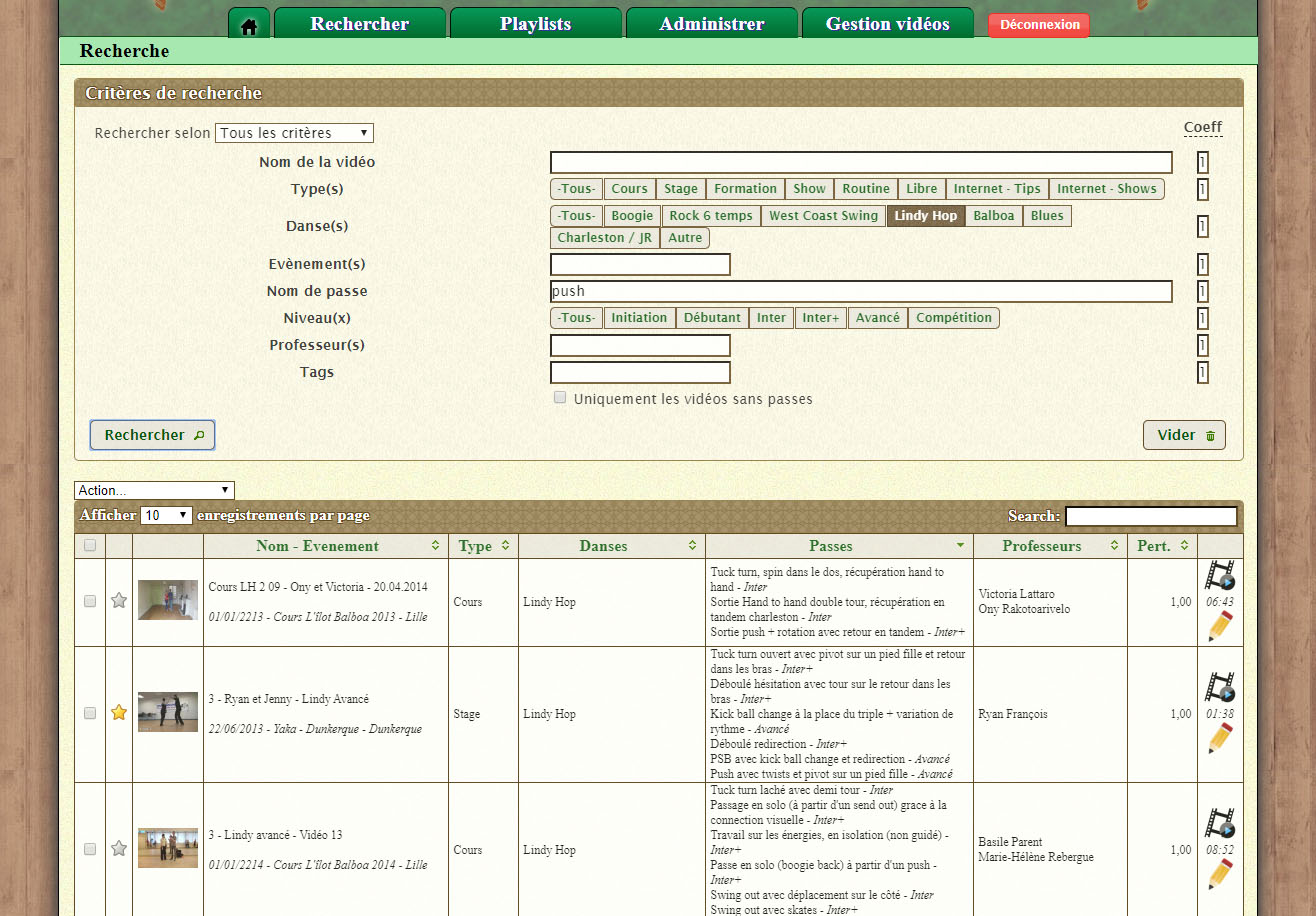 Rechercher Playlists Administrer Gestion vidéos Déconnexion
Recherche
Critères de recherche
Rechercher selon Tous les critères Coeff
Nom de la vidéo 1
Type(s) -Tous- Cours Stage Formation Show Routine Libre Internet - Tips Internet - Shows 1
Danse(s) -Tous- Boogie Rock 6 temps West Coast Swing Lindy Hop Balboa Blues 1
Charleston / JR Autre
Evènement(s) 1
Nom de passe push 1
Niveau(x) -Tous- Initiation Débutant Inter Inter+ Avancé Compétition 1
Professeur(s) 1
Tags 1
Uniquement les vidéos sans passes
Rechercher Vider
Action...
Afficher 10 enregistrements par page Search:
Nom - Evenement Type Danses Passes Professeurs Pert.
Cours LH 2 09 - Ony et Victoria - 20.04.2014
01/01/2213 - Cours L'îlot Balboa 2013 - Lille
Cours
Lindy Hop
Tuck turn, spin dans le dos, récupération hand to
hand - Inter
Sortie Hand to hand double tour, récupération en
tandem charleston - Inter
Sortie push + rotation avec retour en tandem - Inter+
Victoria Lattaro
Ony Rakotoarivelo
1,00
06:43
3 - Ryan et Jenny - Lindy Avancé
22/06/2013 - Yaka - Dunkerque - Dunkerque
Stage
Lindy Hop
Tuck turn ouvert avec pivot sur un pied fille et retour
dans les bras - Inter+
Déboulé hésitation avec tour sur le retour dans les
bras - Inter+
Kick ball change à la place du triple + variation de
rythme - Avancé
Déboulé redirection - Inter+
PSB avec kick ball change et redirection - Avancé
Push avec twists et pivot sur un pied fille - Avancé
Ryan François
1,00
01:38
3 - Lindy avancé - Vidéo 13
01/01/2214 - Cours L'îlot Balboa 2014 - Lille
Cours
Lindy Hop
Tuck turn laché avec demi tour - Inter
Passage en solo (à partir d'un send out) grace à la
connection visuelle - Inter+
Travail sur les énergies, en isolation (non guidé) -
Inter+
Passe en solo (boogie back) à partir d'un push -
Inter+
Swing out avec déplacement sur le côté - Inter
Swing out avec skates - Inter+
Basile Parent
Marie-Hélène Rebergue
1,00
08:52